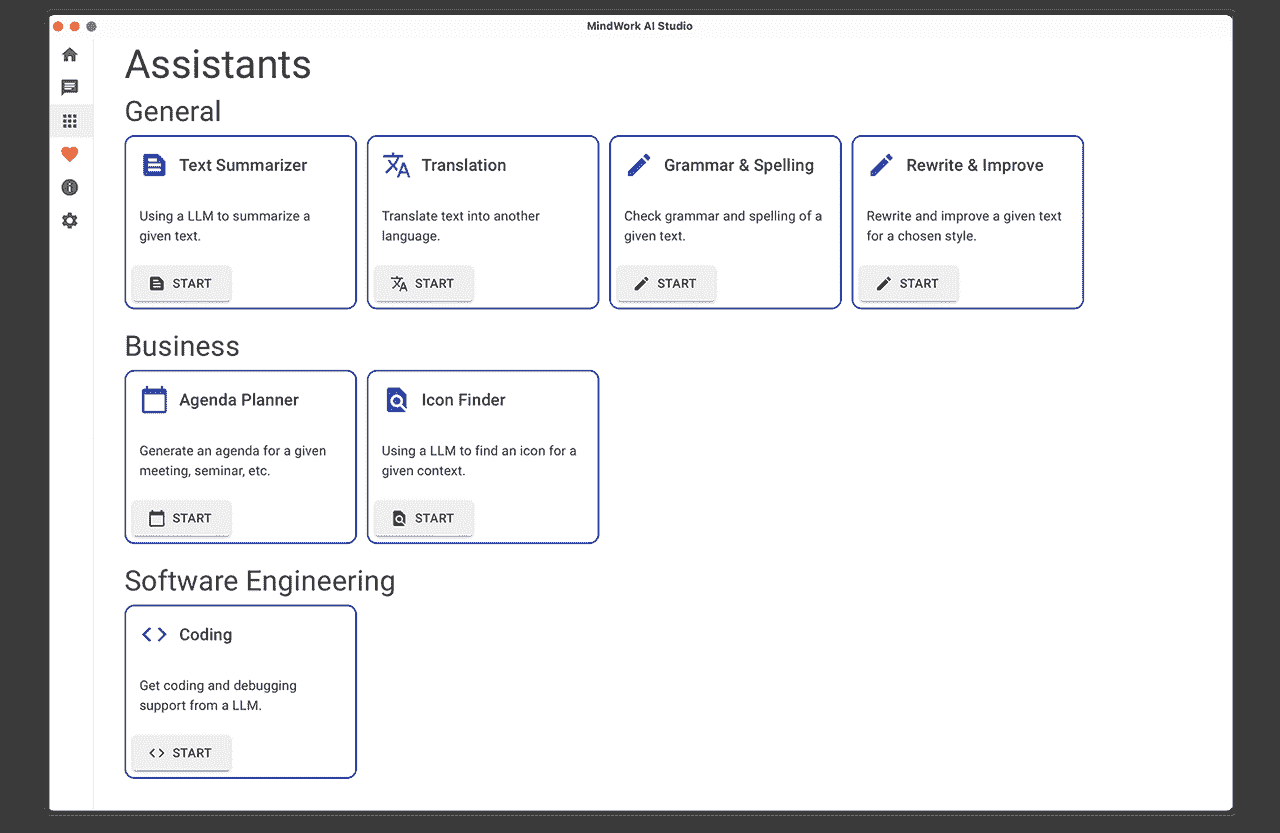 MindWork AI Studio
Assistants
General
Text Summarizer
Using a LLM to summarize a
given text.
START
Translation
Translate text into another
language.
START
Grammar & Spelling
Check grammar and spelling of a
given text.
START
Rewrite & Improve
Rewrite and improve a given text
for a chosen style.
START
Business
Agenda Planner
Generate an agenda for a given
meeting, seminar, etc.
START
Icon Finder
Using a LLM to find an icon for a
given context.
START
Software Engineering
Coding
Get coding and debugging
support from a LLM.
START